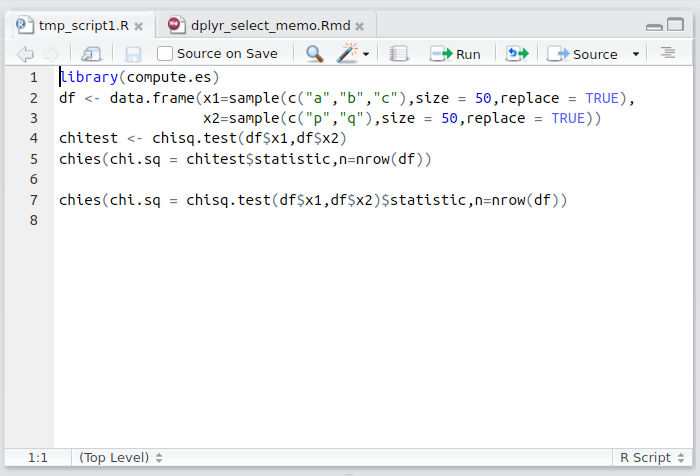 tmp_script1.R
dplyr_select_memo.Rmd
Source on Save
Run
Source
1 library(compute.es)
2 df <- data.frame(x1=sample(c("a","b","c"),size = 50,replace = TRUE),
3 x2=sample(c("p","q"),size = 50,replace = TRUE))
4 chitest <- chisq.test(df$x1,df$x2)
5 chies(chi.sq = chitest$statistic,n=nrow(df))
6
7 chies(chi.sq = chisq.test(df$x1,df$x2)$statistic,n=nrow(df))
8
1:1 (Top Level) R Script